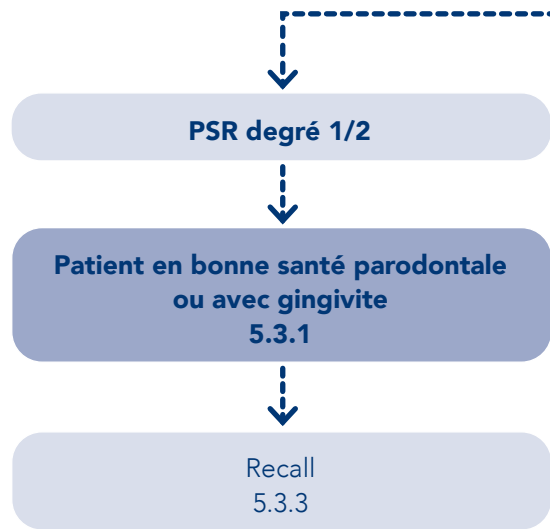 PSR degré 1/2
Patient en bonne santé parodontale
ou avec gingivite
5.3.1
Recall
5.3.3